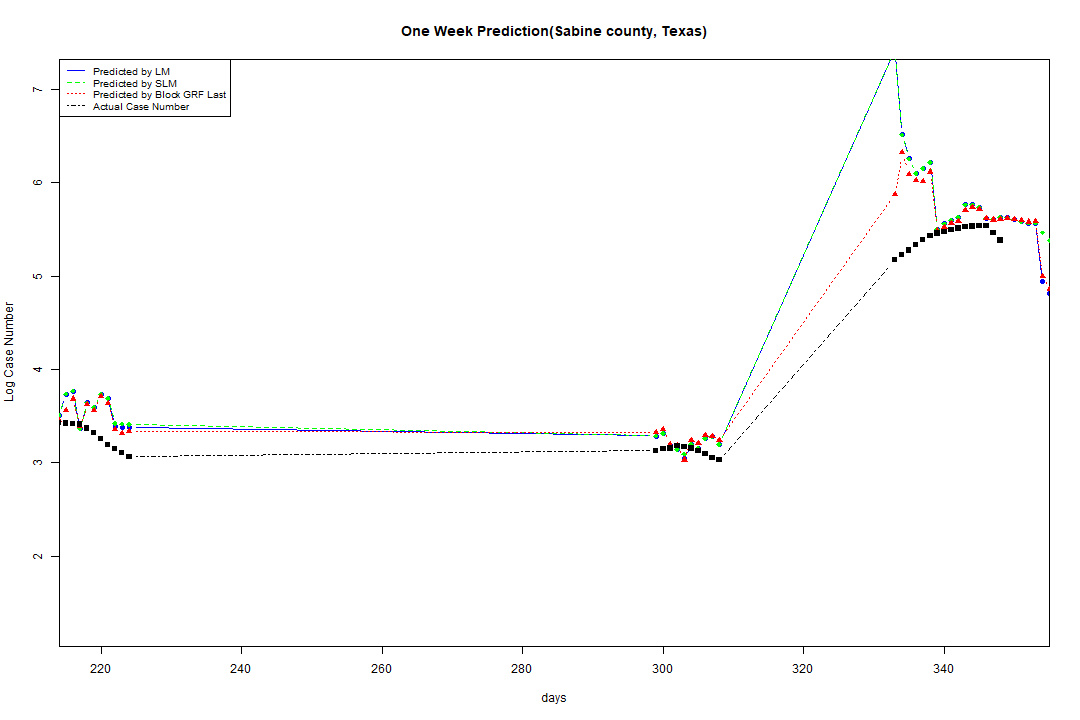 One Week Prediction(Sabine county, Texas)
Predicted by LM
Predicted by SLM
Predicted by Block GRF Last
Actual Case Number
Log Case Number
7
6
5
4
3
2
220 240 260 280 300 320 340
days